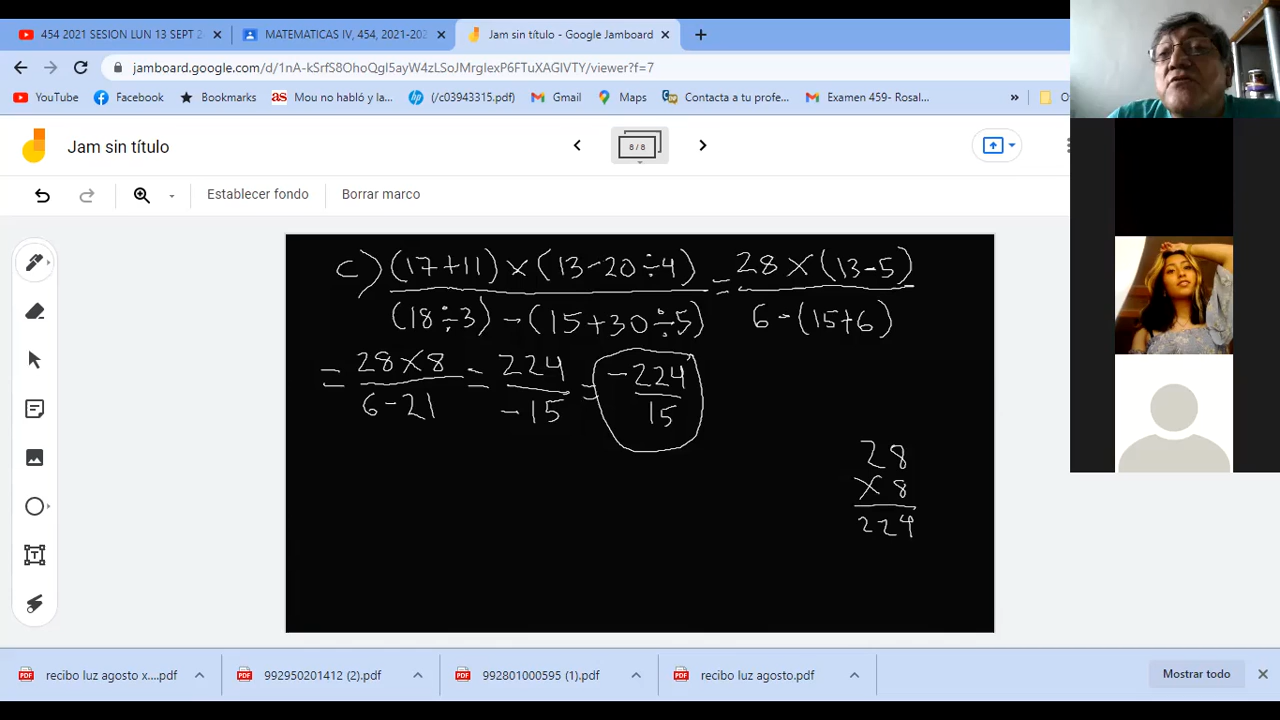 454 2021 SESION LUN 13 SEPT 2
MATEMATICAS IV, 454, 2021-202
Jam sin título - Google Jamboard
jamboard.google.com/d/1nA-kSrfS8OhoQgI5ayW4zLSoJMrgIexP6FTuXAGIVTY/viewer?f=7
YouTube
Facebook
Bookmarks
as Mou no habló y la...
hp (/c03943315.pdf)
Gmail
Maps
Contacta a tu profe...
Examen 459- Rosal...
»
Jam sin título
8 / 8
Establecer fondo
Borrar marco
c) (17+11)×(13-20÷4) / (18÷3)-(15+30÷5) = 28×(13-5) / 6-(15+6)
= 28×8 / 6-21 = 224 / -15 = -224 / 15
28
×8
224
recibo luz agosto x....pdf
992950201412 (2).pdf
992801000595 (1).pdf
recibo luz agosto.pdf
Mostrar todo